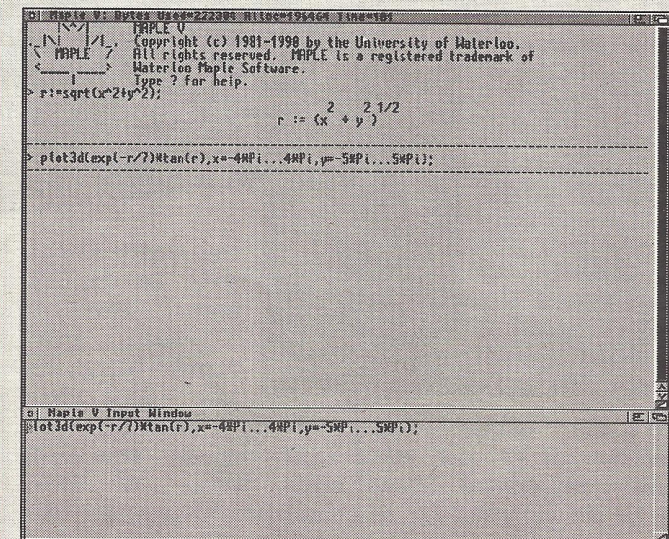 Maple V: Bytes Used=222304 Alloc=196464 Time=101
|\^/| MAPLE V
._|\| |/|_. Copyright (c) 1981-1990 by the University of Waterloo.
\ MAPLE / All rights reserved. MAPLE is a registered trademark of
<____ ____> Waterloo Maple Software.
| Type ? for help.
> r:=sqrt(x^2+y^2);
2 2 1/2
r := (x + y )
> plot3d(exp(-r/7)*tan(r),x=-4*Pi...4*Pi,y=-5*Pi...5*Pi);
Maple V Input Window
plot3d(exp(-r/7)*tan(r),x=-4*Pi...4*Pi,y=-5*Pi...5*Pi);